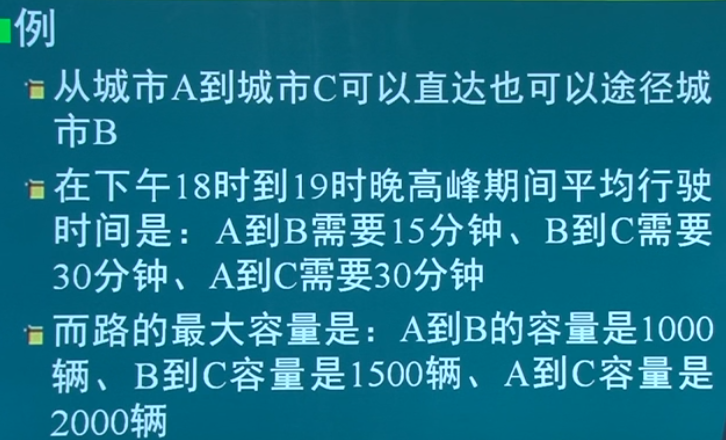 例
从城市A到城市C可以直达也可以途径城
市B
在下午18时到19时晚高峰期间平均行驶
时间是：A到B需要15分钟、B到C需要
30分钟、A到C需要30分钟
而路的最大容量是：A到B的容量是1000
辆、B到C容量是1500辆、A到C容量是
2000辆